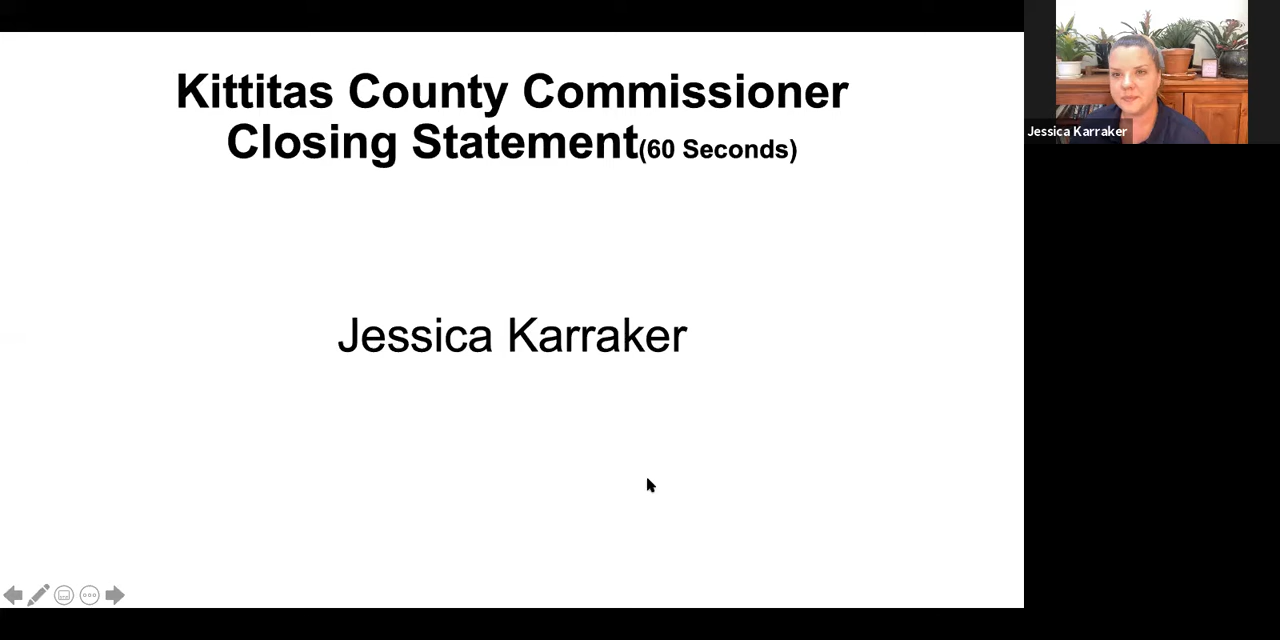 Kittitas County Commissioner
Closing Statement(60 Seconds)
Jessica Karraker
Jessica Karraker